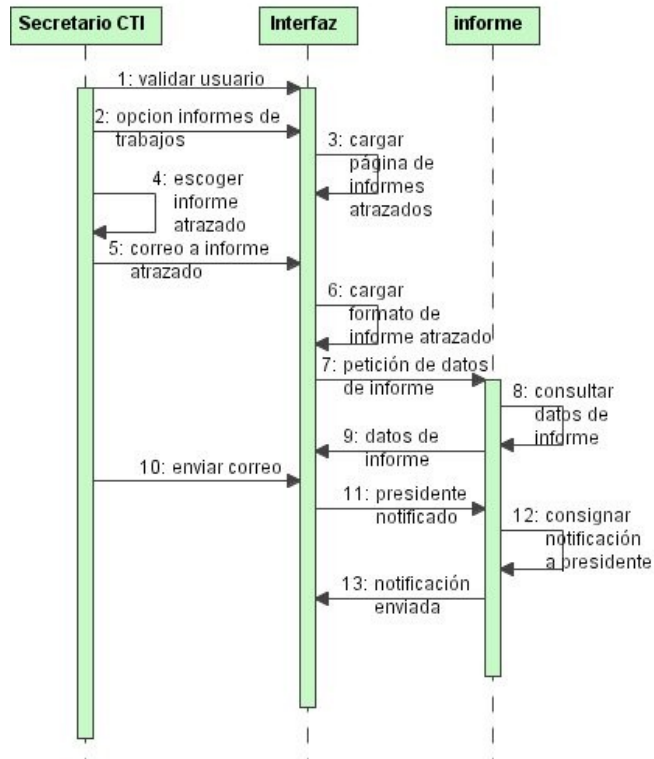 Secretario CTI
Interfaz
informe
1: validar usuario
2: opcion informes de
trabajos
3: cargar
página de
informes
atrazados
4: escoger
informe
atrazado
5: correo a informe
atrazado
6: cargar
formato de
informe atrazado
7: petición de datos
de informe
8: consultar
datos de
informe
9: datos de
informe
10: enviar correo
11: presidente
notificado
12: consignar
notificación
a presidente
13: notificación
enviada